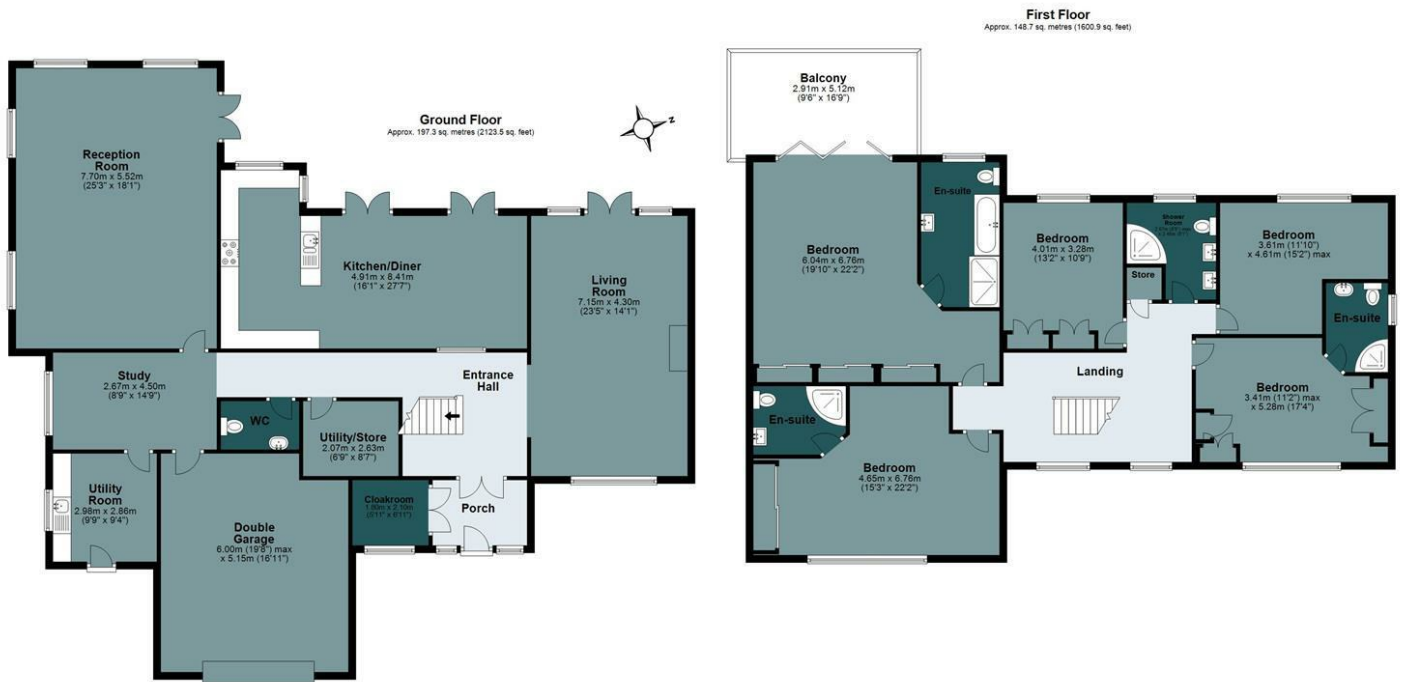 First Floor
Approx. 148.7 sq. metres (1600.9 sq. feet)
Balcony
2.91m x 5.12m
(9'6" x 16'9")
Ground Floor
Approx. 197.3 sq. metres (2123.5 sq. feet)
N
Reception
Room
7.70m x 5.52m
(25'3" x 18'1")
Kitchen/Diner
4.91m x 8.41m
(16'1" x 27'7")
Living
Room
7.15m x 4.30m
(23'5" x 14'1")
Study
2.67m x 4.50m
(8'9" x 14'9")
Entrance
Hall
WC
Utility/Store
2.07m x 2.63m
(6'9" x 8'7")
Utility
Room
2.98m x 2.86m
(9'9" x 9'4")
Cloakroom
1.80m x 2.10m
(5'11" x 6'11")
Porch
Double
Garage
6.00m (19'8") max
x 5.15m (16'11")
Bedroom
6.04m x 6.76m
(19'10" x 22'2")
En-suite
Bedroom
4.01m x 3.28m
(13'2" x 10'9")
Shower
Room
Store
Bedroom
3.61m (11'10")
x 4.61m (15'2") max
En-suite
Landing
Bedroom
3.41m (11'2") max
x 5.28m (17'4")
En-suite
Bedroom
4.65m x 6.76m
(15'3" x 22'2")